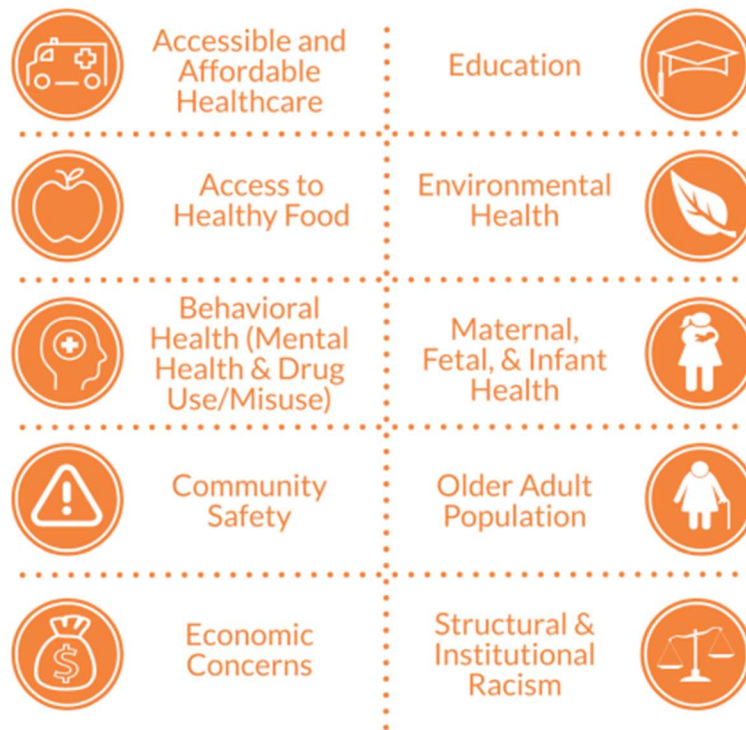 Accessible and
Affordable
Healthcare
Education
Access to
Healthy Food
Environmental
Health
Behavioral
Health (Mental
Health & Drug
Use/Misuse)
Maternal,
Fetal, & Infant
Health
Community
Safety
Older Adult
Population
$
Economic
Concerns
Structural &
Institutional
Racism